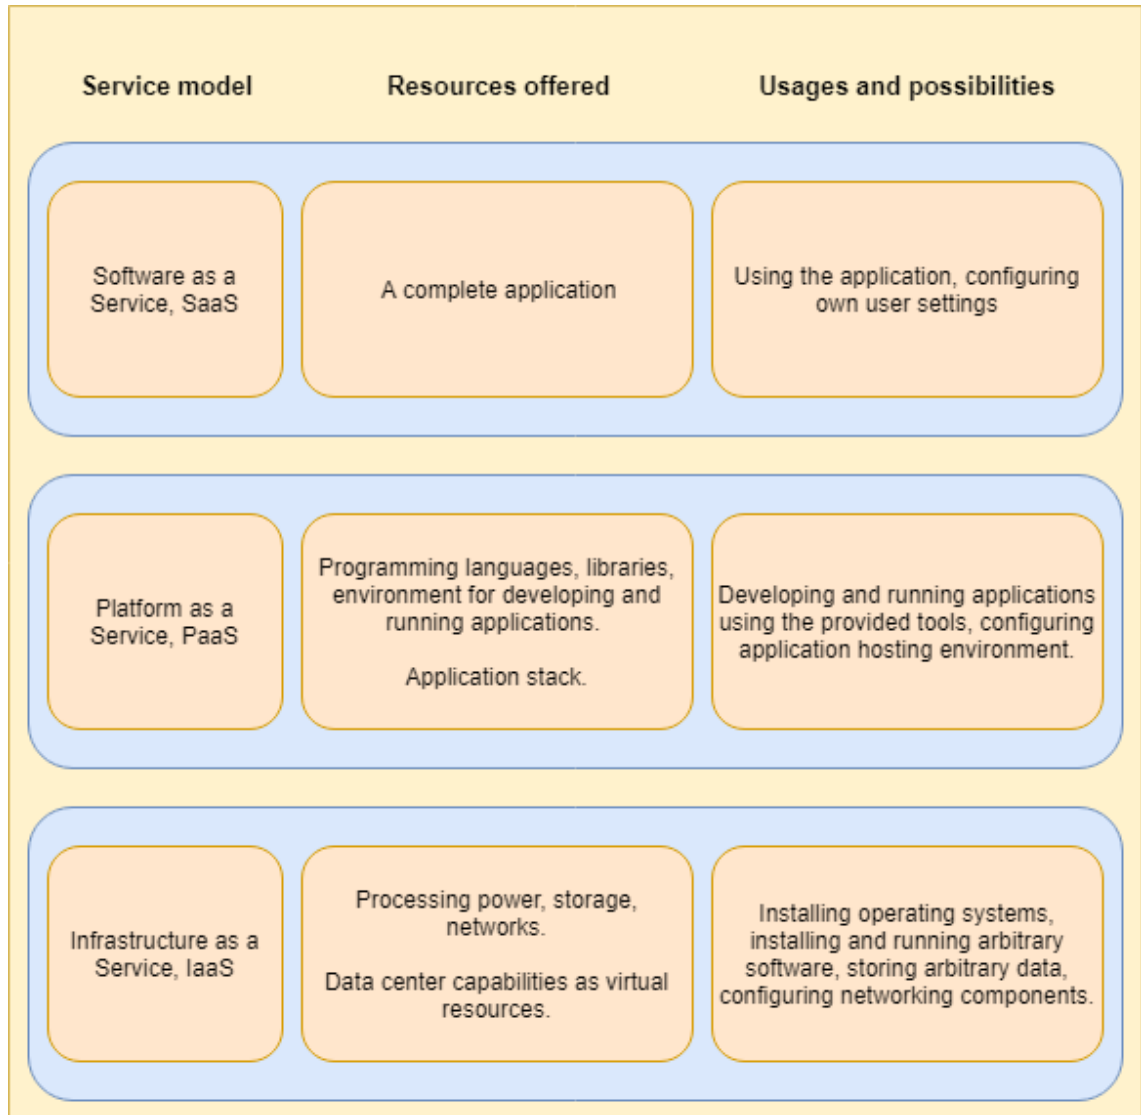 Service model
Resources offered
Usages and possibilities
Software as a
Service, SaaS
A complete application
Using the application, configuring
own user settings
Platform as a
Service, PaaS
Programming languages, libraries,
environment for developing and
running applications.
Application stack.
Developing and running applications
using the provided tools, configuring
application hosting environment.
Infrastructure as a
Service, IaaS
Processing power, storage,
networks.
Data center capabilities as virtual
resources.
Installing operating systems,
installing and running arbitrary
software, storing arbitrary data,
configuring networking components.